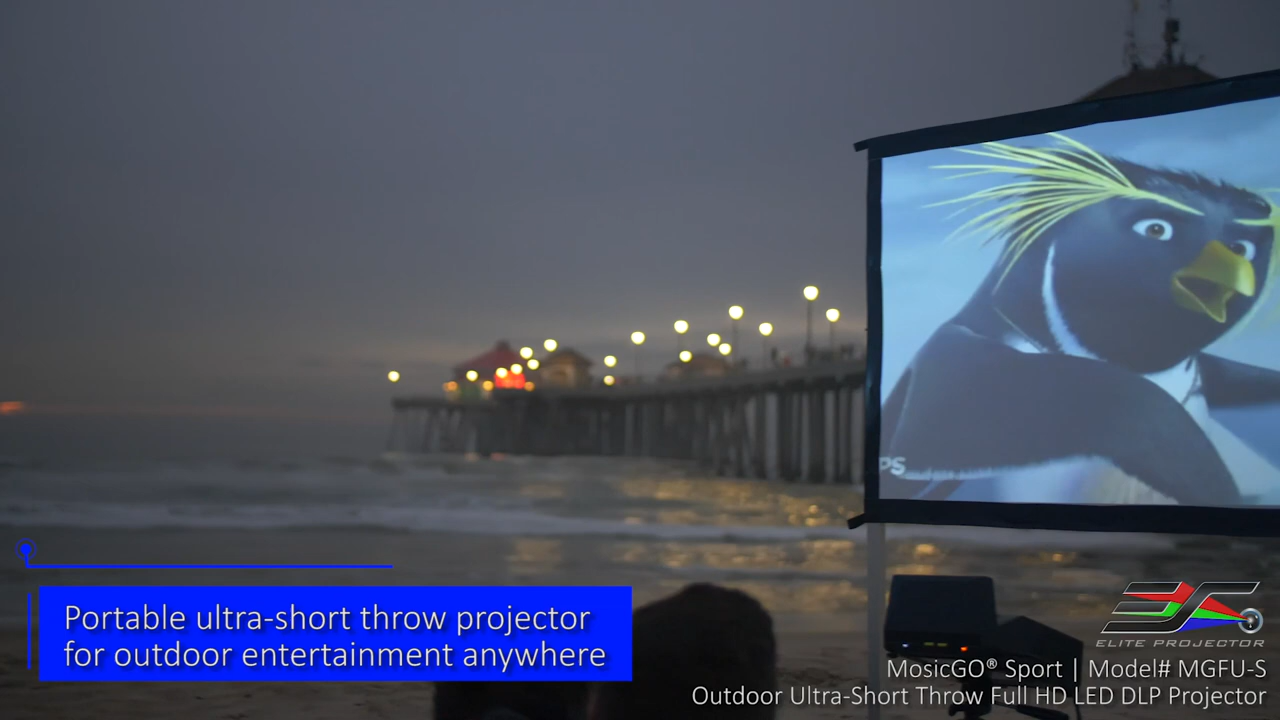 PS
Portable ultra-short throw projector
for outdoor entertainment anywhere
ELITE PROJECTOR
MosicGO® Sport | Model# MGFU-S
Outdoor Ultra-Short Throw Full HD LED DLP Projector